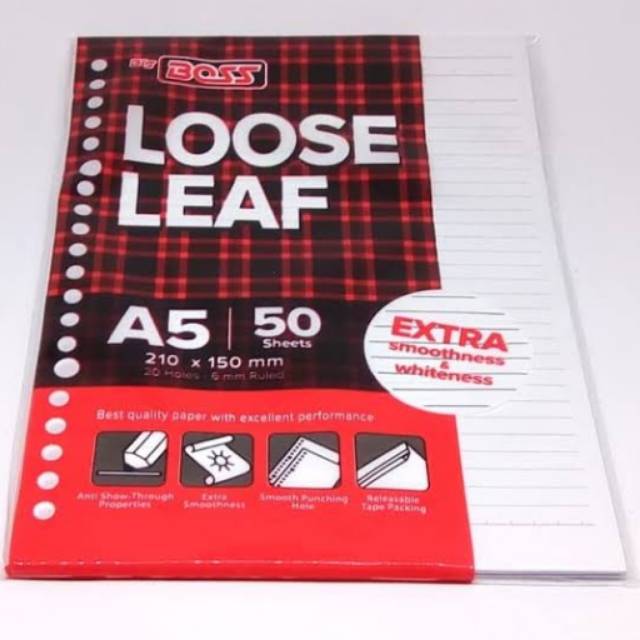 BIG BOSS
LOOSE
LEAF
A5 | 50
Sheets
210 x 150 mm
20 Holes - 6 mm Ruled
EXTRA
smoothness
&
whiteness
Best quality paper with excellent performance
Anti Show-Through
Properties
Extra
Smoothness
Smooth Punching
Hole
Releasable
Tape Packing